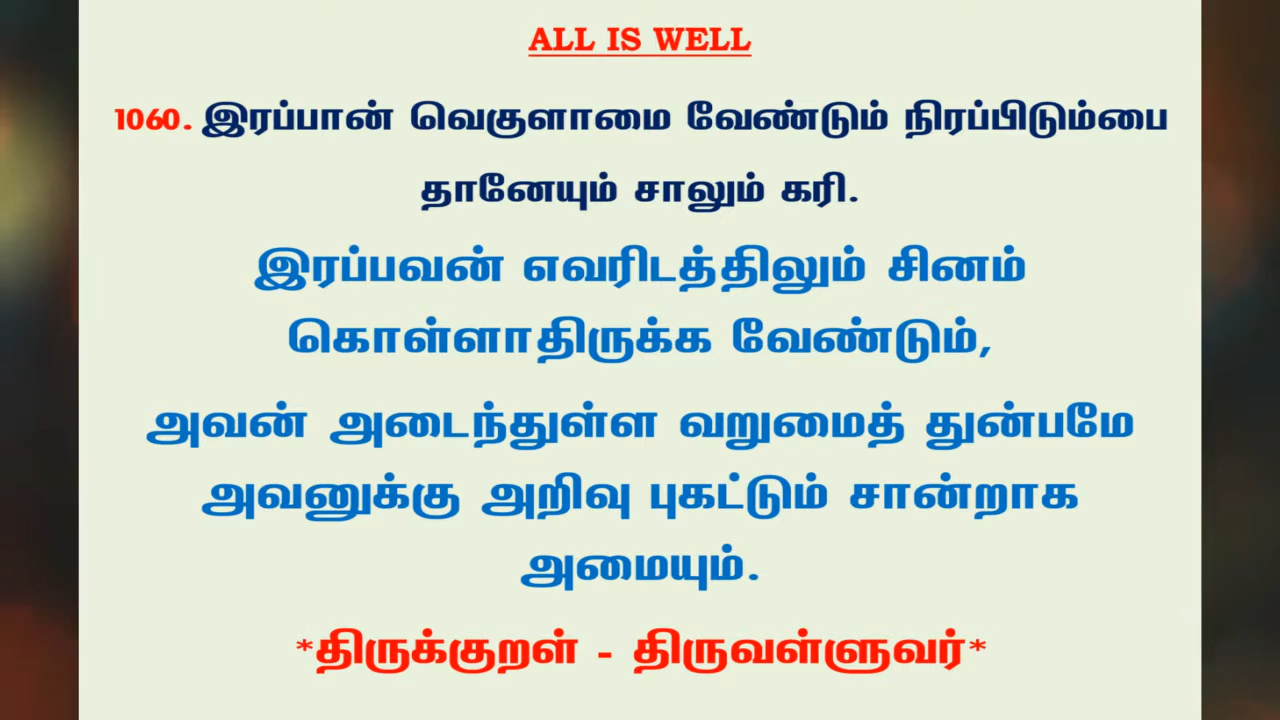 ALL IS WELL
1060. இரப்பான் வெகுளாமை வேண்டும் நிரப்பிடும்பை
தானேயும் சாலும் கரி.
இரப்பவன் எவரிடத்திலும் சினம்
கொள்ளாதிருக்க வேண்டும்,
அவன் அடைந்துள்ள வறுமைத் துன்பமே
அவனுக்கு அறிவு புகட்டும் சான்றாக
அமையும்.
*திருக்குறள் - திருவள்ளுவர்*